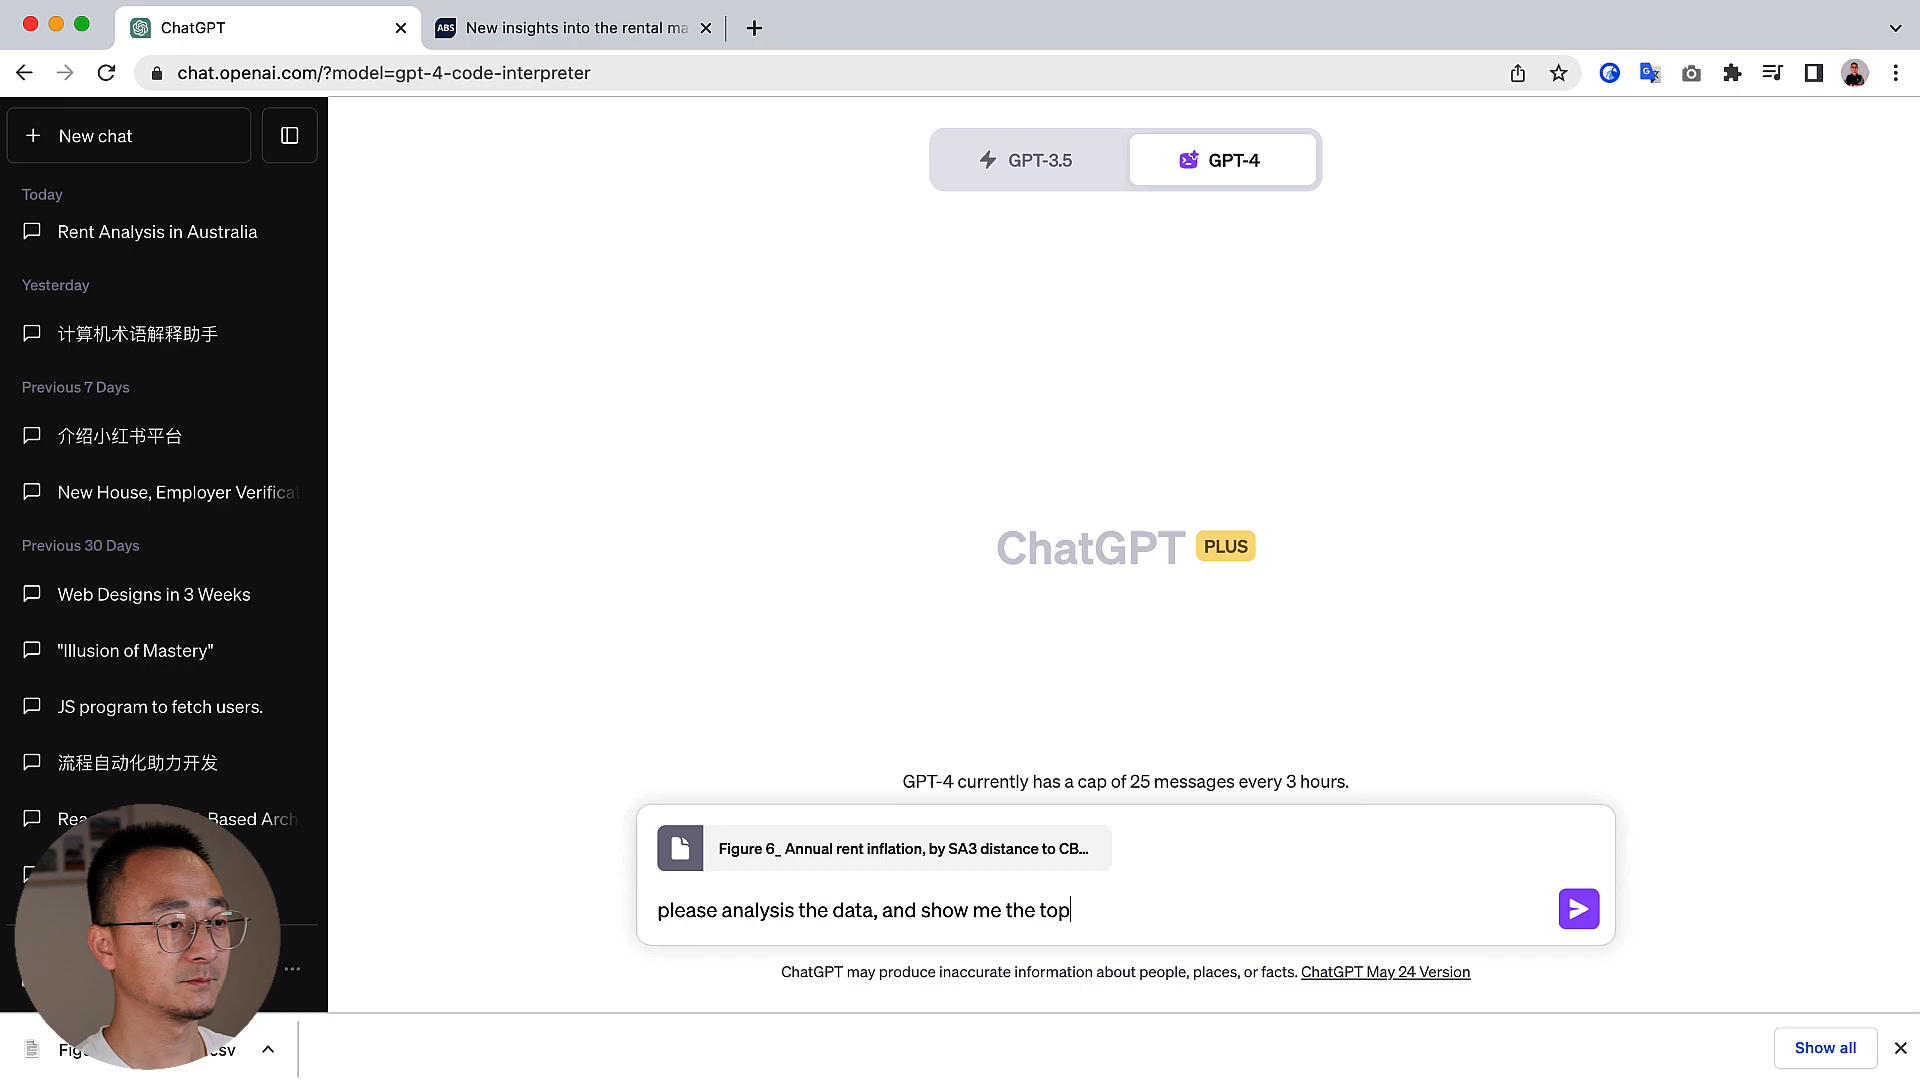 ChatGPT
ABS New insights into the rental ma
chat.openai.com/?model=gpt-4-code-interpreter
New chat
GPT-3.5
GPT-4
Today
Rent Analysis in Australia
Yesterday
计算机术语解释助手
Previous 7 Days
介绍小红书平台
New House, Employer Verifica
Previous 30 Days
ChatGPT PLUS
Web Designs in 3 Weeks
"Illusion of Mastery"
JS program to fetch users.
流程自动化助力开发
GPT-4 currently has a cap of 25 messages every 3 hours.
Based Arch
Figure 6_ Annual rent inflation, by SA3 distance to CB...
please analysis the data, and show me the top
ChatGPT may produce inaccurate information about people, places, or facts. ChatGPT May 24 Version
Show all